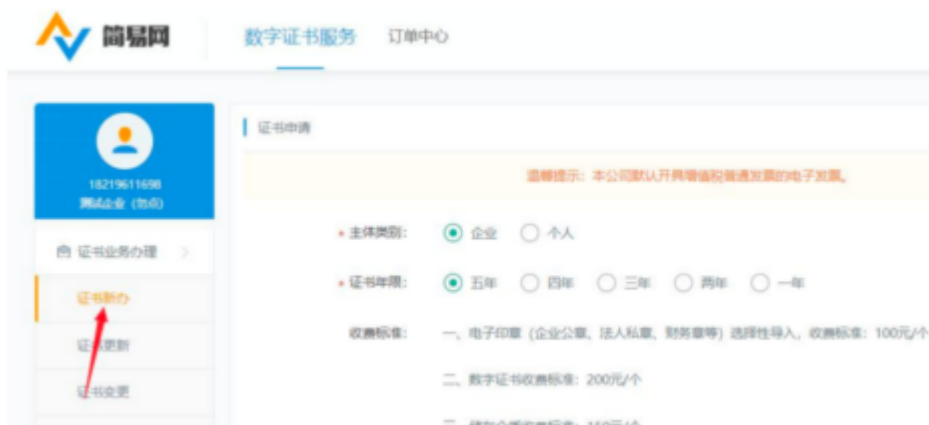 简易网
数字证书服务 订单中心
证书申请
18219611698
测试企业（勿点）
温馨提示：本公司默认开具增值税普通发票的电子发票。
* 主体类别： 企业 个人
证书业务办理
* 证书年限： 五年 四年 三年 两年 一年
证书新办
收费标准： 一、电子印章（企业公章、法人私章、财务章等）选择性导入，收费标准：100元/个
证书更新
二、数字证书收费标准：200元/个
证书变更